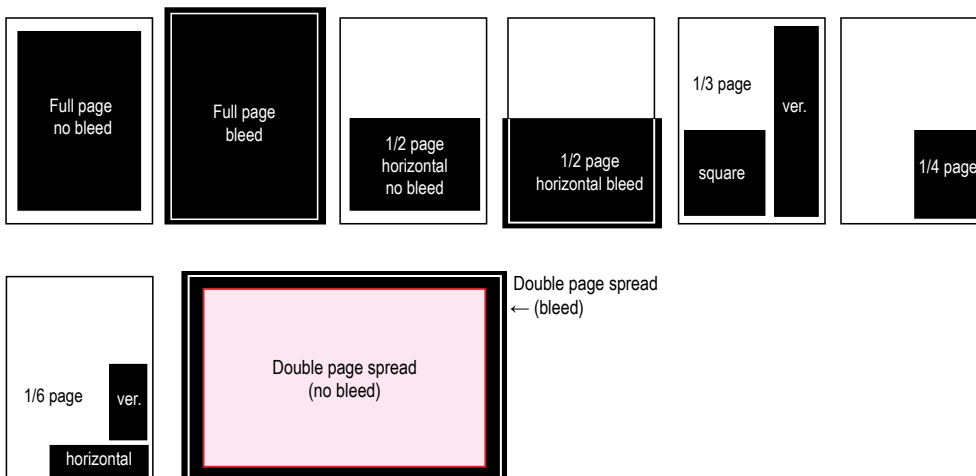 Full page
no bleed
Full page
bleed
1/2 page
horizontal
no bleed
1/2 page
horizontal bleed
1/3 page
square
ver.
1/4 page
1/6 page
ver.
horizontal
Double page spread
(no bleed)
Double page spread
← (bleed)